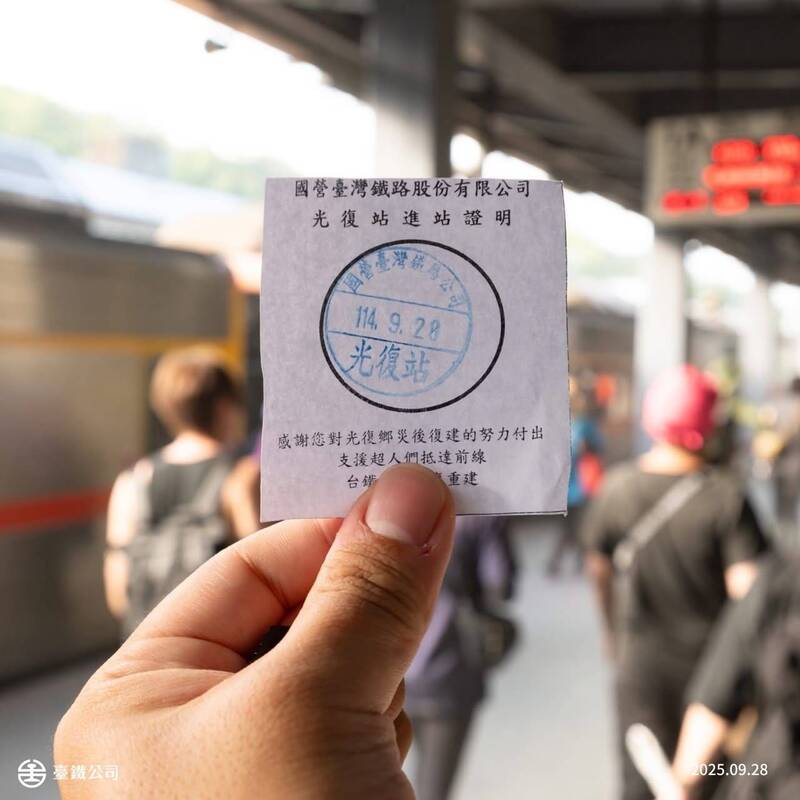 國營臺灣鐵路股份有限公司
光復站進站證明
國營臺灣鐵路公司
114. 9. 28
光復站
感謝您對光復鄉災後復建的努力付出
支援超人們抵達前線
台鐵 重建
臺鐵公司
2025.09.28